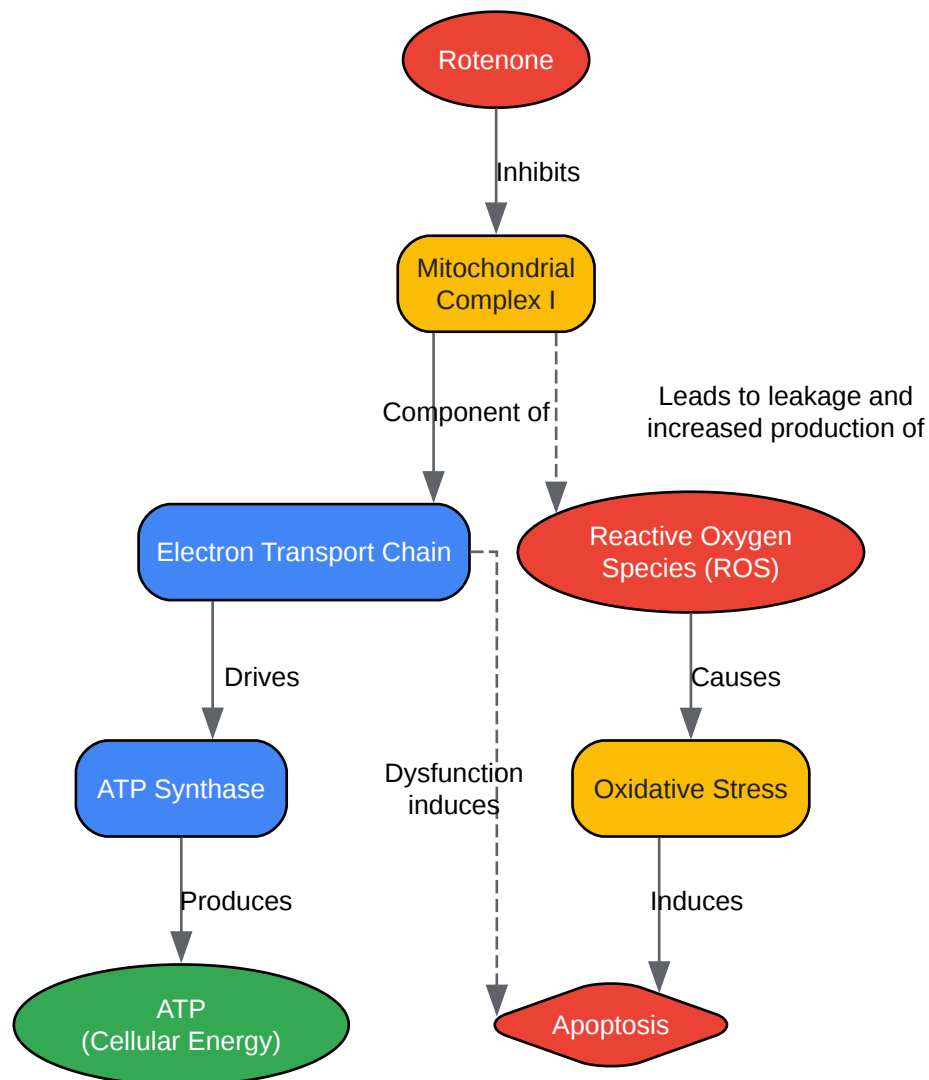 Rotenone
Inhibits
Mitochondrial
Complex I
Component of
Leads to leakage and
increased production of
Electron Transport Chain
Reactive Oxygen
Species (ROS)
Drives
Causes
ATP Synthase
Dysfunction
induces
Oxidative Stress
Produces
Induces
ATP
(Cellular Energy)
Apoptosis